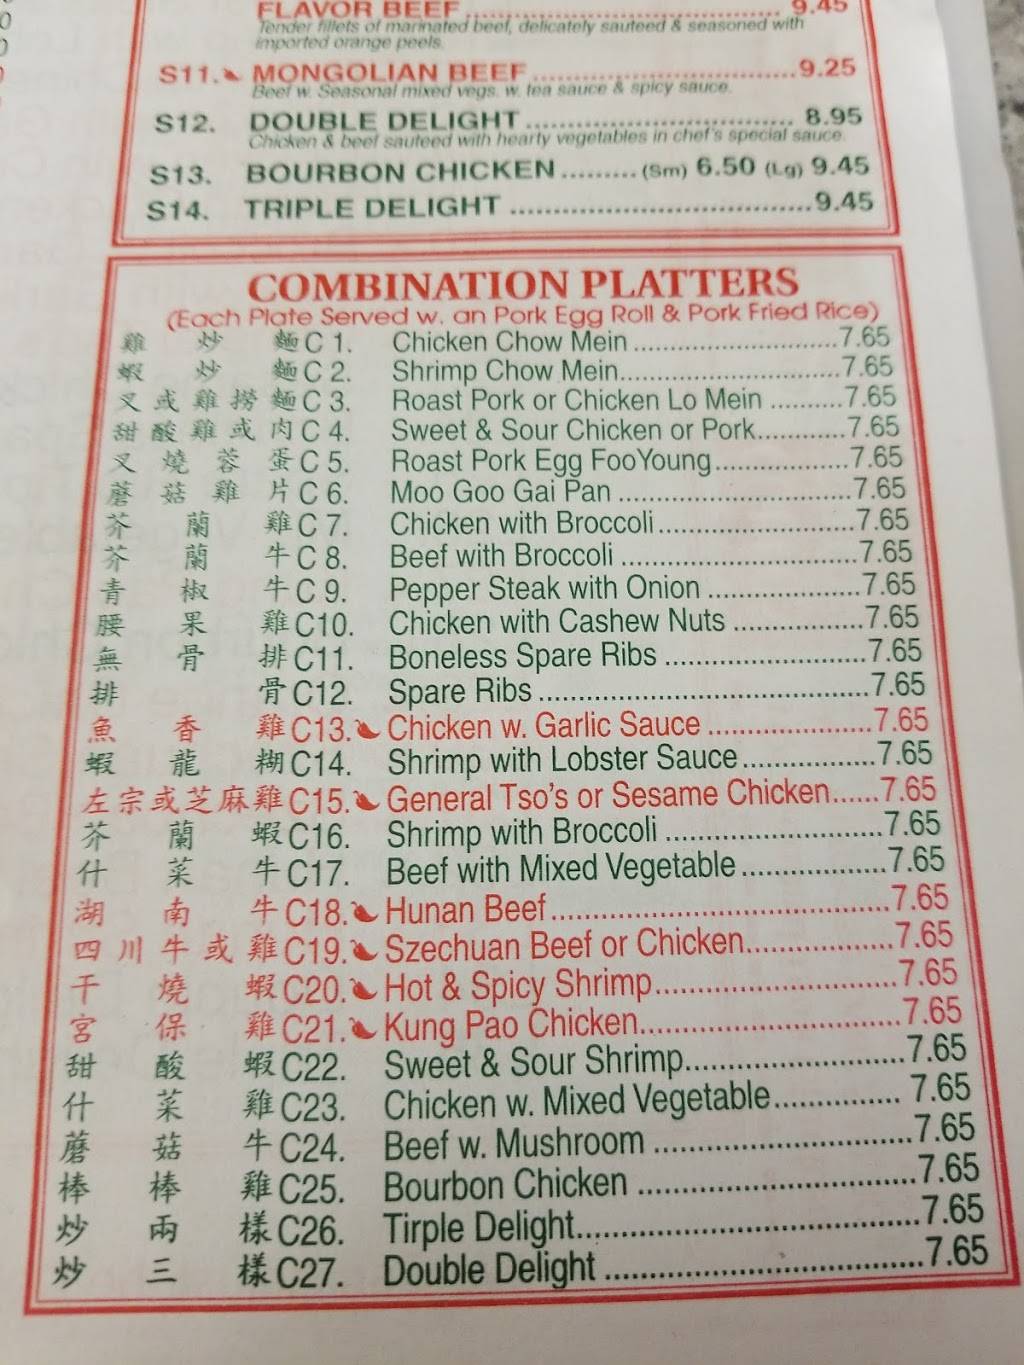 FLAVOR BEEF ........ 9.45
Tender fillets of marinated beef, delicately sauteed & seasoned with
imported orange peels.
S11. MONGOLIAN BEEF ........ 9.25
Beef w. Seasonal mixed vegs. w. tea sauce & spicy sauce.
S12. DOUBLE DELIGHT ........ 8.95
Chicken & beef sauteed with hearty vegetables in chef's special sauce.
S13. BOURBON CHICKEN ......... (Sm) 6.50 (Lg) 9.45
S14. TRIPLE DELIGHT ........ 9.45
COMBINATION PLATTERS
(Each Plate Served w. an Pork Egg Roll & Pork Fried Rice)
雞炒麵 C 1. Chicken Chow Mein ........ 7.65
蝦炒麵 C 2. Shrimp Chow Mein ........ 7.65
叉或雞撈麵 C 3. Roast Pork or Chicken Lo Mein ........ 7.65
甜酸雞或肉 C 4. Sweet & Sour Chicken or Pork ........ 7.65
叉燒蓉蛋 C 5. Roast Pork Egg FooYoung ........ 7.65
蘑菇雞片 C 6. Moo Goo Gai Pan ........ 7.65
芥蘭雞 C 7. Chicken with Broccoli ........ 7.65
芥蘭牛 C 8. Beef with Broccoli ........ 7.65
青椒牛 C 9. Pepper Steak with Onion ........ 7.65
腰果雞 C10. Chicken with Cashew Nuts ........ 7.65
無骨排 C11. Boneless Spare Ribs ........ 7.65
排骨 C12. Spare Ribs ........ 7.65
魚香雞 C13. Chicken w. Garlic Sauce ........ 7.65
蝦龍糊 C14. Shrimp with Lobster Sauce ........ 7.65
左宗或芝麻雞 C15. General Tso's or Sesame Chicken ...... 7.65
芥蘭蝦 C16. Shrimp with Broccoli ........ 7.65
什菜牛 C17. Beef with Mixed Vegetable ........ 7.65
湖南牛 C18. Hunan Beef ........ 7.65
四川牛或雞 C19. Szechuan Beef or Chicken ........ 7.65
干燒蝦 C20. Hot & Spicy Shrimp ........ 7.65
宮保雞 C21. Kung Pao Chicken ........ 7.65
甜酸蝦 C22. Sweet & Sour Shrimp ........ 7.65
什菜雞 C23. Chicken w. Mixed Vegetable ........ 7.65
蘑菇牛 C24. Beef w. Mushroom ........ 7.65
棒棒雞 C25. Bourbon Chicken ........ 7.65
炒兩樣 C26. Tirple Delight ........ 7.65
炒三樣 C27. Double Delight ........ 7.65